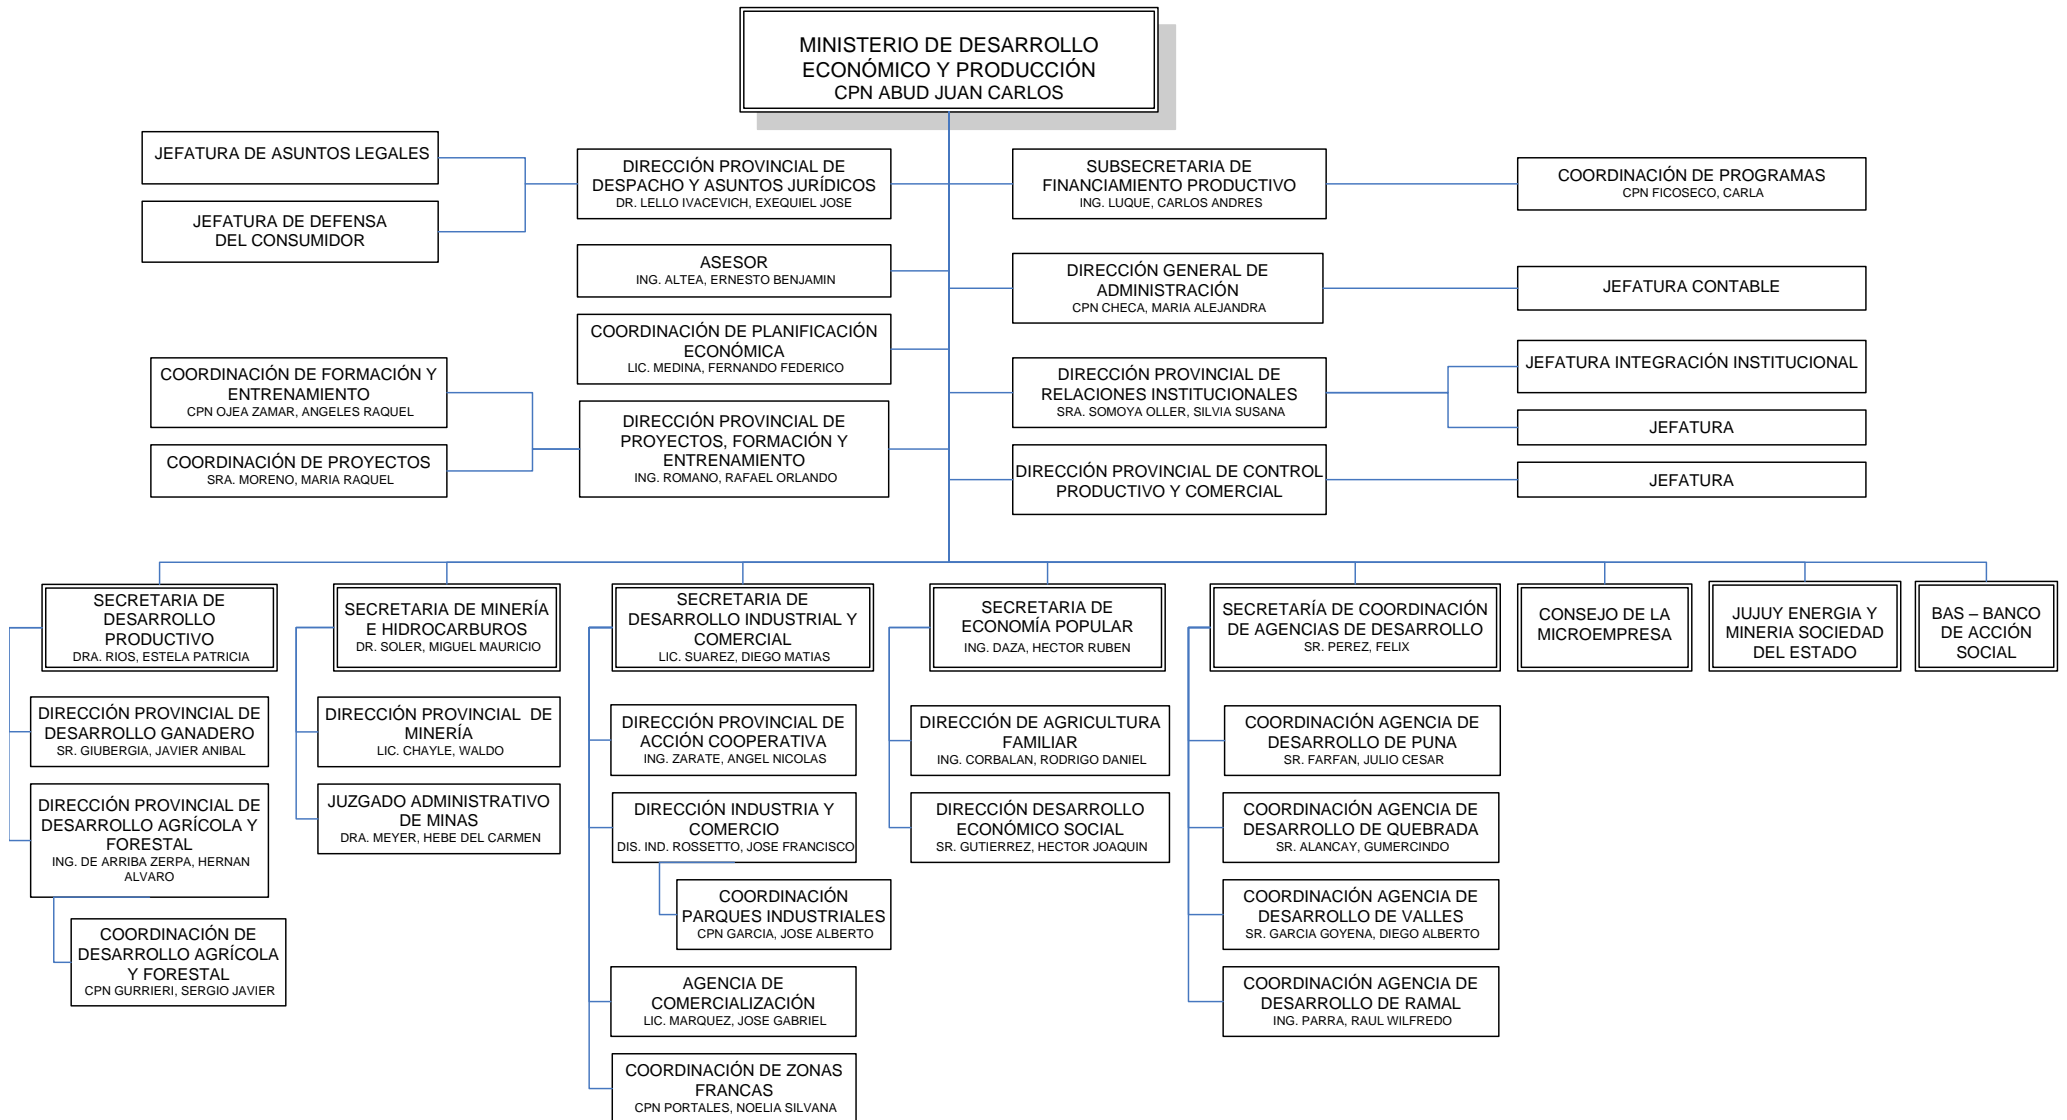 MINISTERIO DE DESARROLLO
ECONÓMICO Y PRODUCCIÓN
CPN ABUD JUAN CARLOS
JEFATURA DE ASUNTOS LEGALES
JEFATURA DE DEFENSA
DEL CONSUMIDOR
DIRECCIÓN PROVINCIAL DE
DESPACHO Y ASUNTOS JURÍDICOS
DR. LELLO IVACEVICH, EXEQUIEL JOSE
SUBSECRETARIA DE
FINANCIAMIENTO PRODUCTIVO
ING. LUQUE, CARLOS ANDRES
COORDINACIÓN DE PROGRAMAS
CPN FICOSECO, CARLA
ASESOR
ING. ALTEA, ERNESTO BENJAMIN
DIRECCIÓN GENERAL DE
ADMINISTRACIÓN
CPN CHECA, MARIA ALEJANDRA
JEFATURA CONTABLE
COORDINACIÓN DE PLANIFICACIÓN
ECONÓMICA
LIC. MEDINA, FERNANDO FEDERICO
COORDINACIÓN DE FORMACIÓN Y
ENTRENAMIENTO
CPN OJEA ZAMAR, ANGELES RAQUEL
COORDINACIÓN DE PROYECTOS
SRA. MORENO, MARIA RAQUEL
DIRECCIÓN PROVINCIAL DE
PROYECTOS, FORMACIÓN Y
ENTRENAMIENTO
ING. ROMANO, RAFAEL ORLANDO
DIRECCIÓN PROVINCIAL DE
RELACIONES INSTITUCIONALES
SRA. SOMOYA OLLER, SILVIA SUSANA
JEFATURA INTEGRACIÓN INSTITUCIONAL
JEFATURA
DIRECCIÓN PROVINCIAL DE CONTROL
PRODUCTIVO Y COMERCIAL
JEFATURA
SECRETARIA DE
DESARROLLO
PRODUCTIVO
DRA. RIOS, ESTELA PATRICIA
DIRECCIÓN PROVINCIAL DE
DESARROLLO GANADERO
SR. GIUBERGIA, JAVIER ANIBAL
DIRECCIÓN PROVINCIAL DE
DESARROLLO AGRÍCOLA Y
FORESTAL
ING. DE ARRIBA ZERPA, HERNAN
ALVARO
COORDINACIÓN DE
DESARROLLO AGRÍCOLA
Y FORESTAL
CPN GURRIERI, SERGIO JAVIER
SECRETARIA DE MINERÍA
E HIDROCARBUROS
DR. SOLER, MIGUEL MAURICIO
DIRECCIÓN PROVINCIAL DE
MINERÍA
LIC. CHAYLE, WALDO
JUZGADO ADMINISTRATIVO
DE MINAS
DRA. MEYER, HEBE DEL CARMEN
SECRETARIA DE
DESARROLLO INDUSTRIAL Y
COMERCIAL
LIC. SUAREZ, DIEGO MATIAS
DIRECCIÓN PROVINCIAL DE
ACCIÓN COOPERATIVA
ING. ZARATE, ANGEL NICOLAS
DIRECCIÓN INDUSTRIA Y
COMERCIO
DIS. IND. ROSSETTO, JOSE FRANCISCO
COORDINACIÓN
PARQUES INDUSTRIALES
CPN GARCIA, JOSE ALBERTO
AGENCIA DE
COMERCIALIZACIÓN
LIC. MARQUEZ, JOSE GABRIEL
COORDINACIÓN DE ZONAS
FRANCAS
CPN PORTALES, NOELIA SILVANA
SECRETARIA DE
ECONOMÍA POPULAR
ING. DAZA, HECTOR RUBEN
DIRECCIÓN DE AGRICULTURA
FAMILIAR
ING. CORBALAN, RODRIGO DANIEL
DIRECCIÓN DESARROLLO
ECONÓMICO SOCIAL
SR. GUTIERREZ, HECTOR JOAQUIN
SECRETARÍA DE COORDINACIÓN
DE AGENCIAS DE DESARROLLO
SR. PEREZ, FELIX
COORDINACIÓN AGENCIA DE
DESARROLLO DE PUNA
SR. FARFAN, JULIO CESAR
COORDINACIÓN AGENCIA DE
DESARROLLO DE QUEBRADA
SR. ALANCAY, GUMERCINDO
COORDINACIÓN AGENCIA DE
DESARROLLO DE VALLES
SR. GARCIA GOYENA, DIEGO ALBERTO
COORDINACIÓN AGENCIA DE
DESARROLLO DE RAMAL
ING. PARRA, RAUL WILFREDO
CONSEJO DE LA
MICROEMPRESA
JUJUY ENERGIA Y
MINERIA SOCIEDAD
DEL ESTADO
BAS – BANCO
DE ACCIÓN
SOCIAL